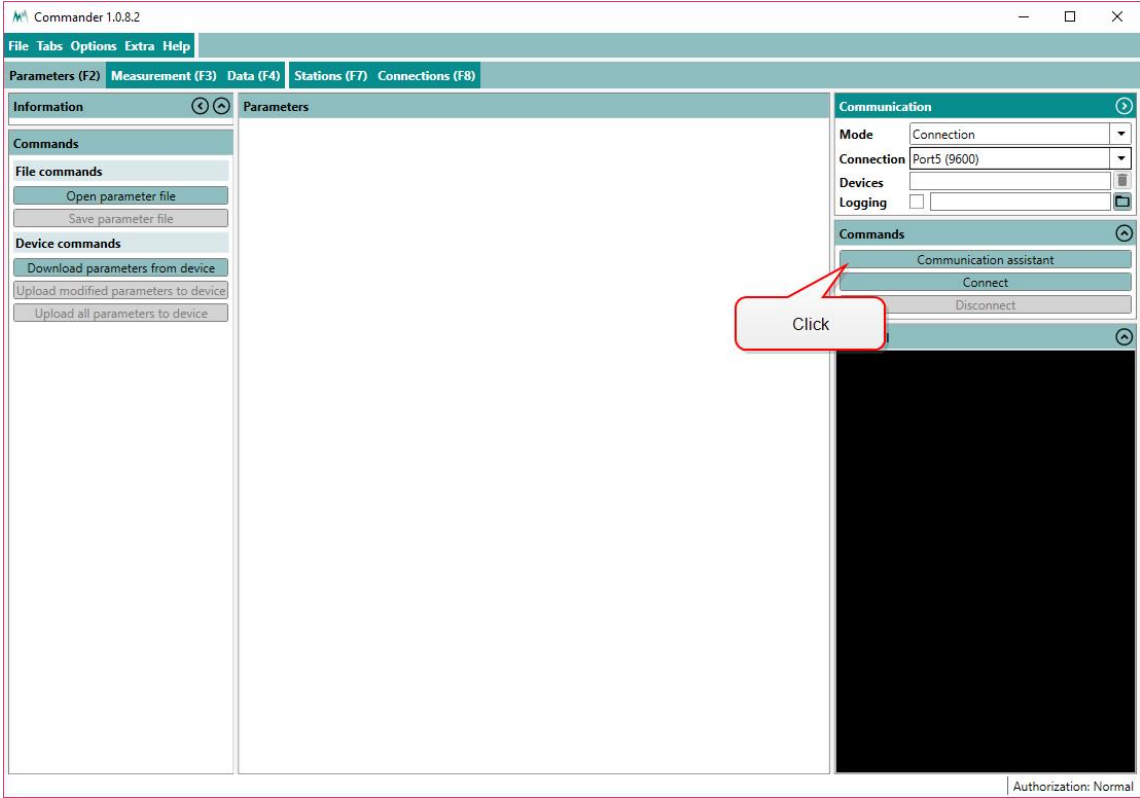 Commander 1.0.8.2
File Tabs Options Extra Help
Parameters (F2) Measurement (F3) Data (F4) Stations (F7) Connections (F8)
Information
Commands
File commands
Open parameter file
Save parameter file
Device commands
Download parameters from device
Upload modified parameters to device
Upload all parameters to device
Parameters
Communication
Mode Connection
Connection Port5 (9600)
Devices
Logging
Commands
Communication assistant
Connect
Disconnect
Click
Authorization: Normal